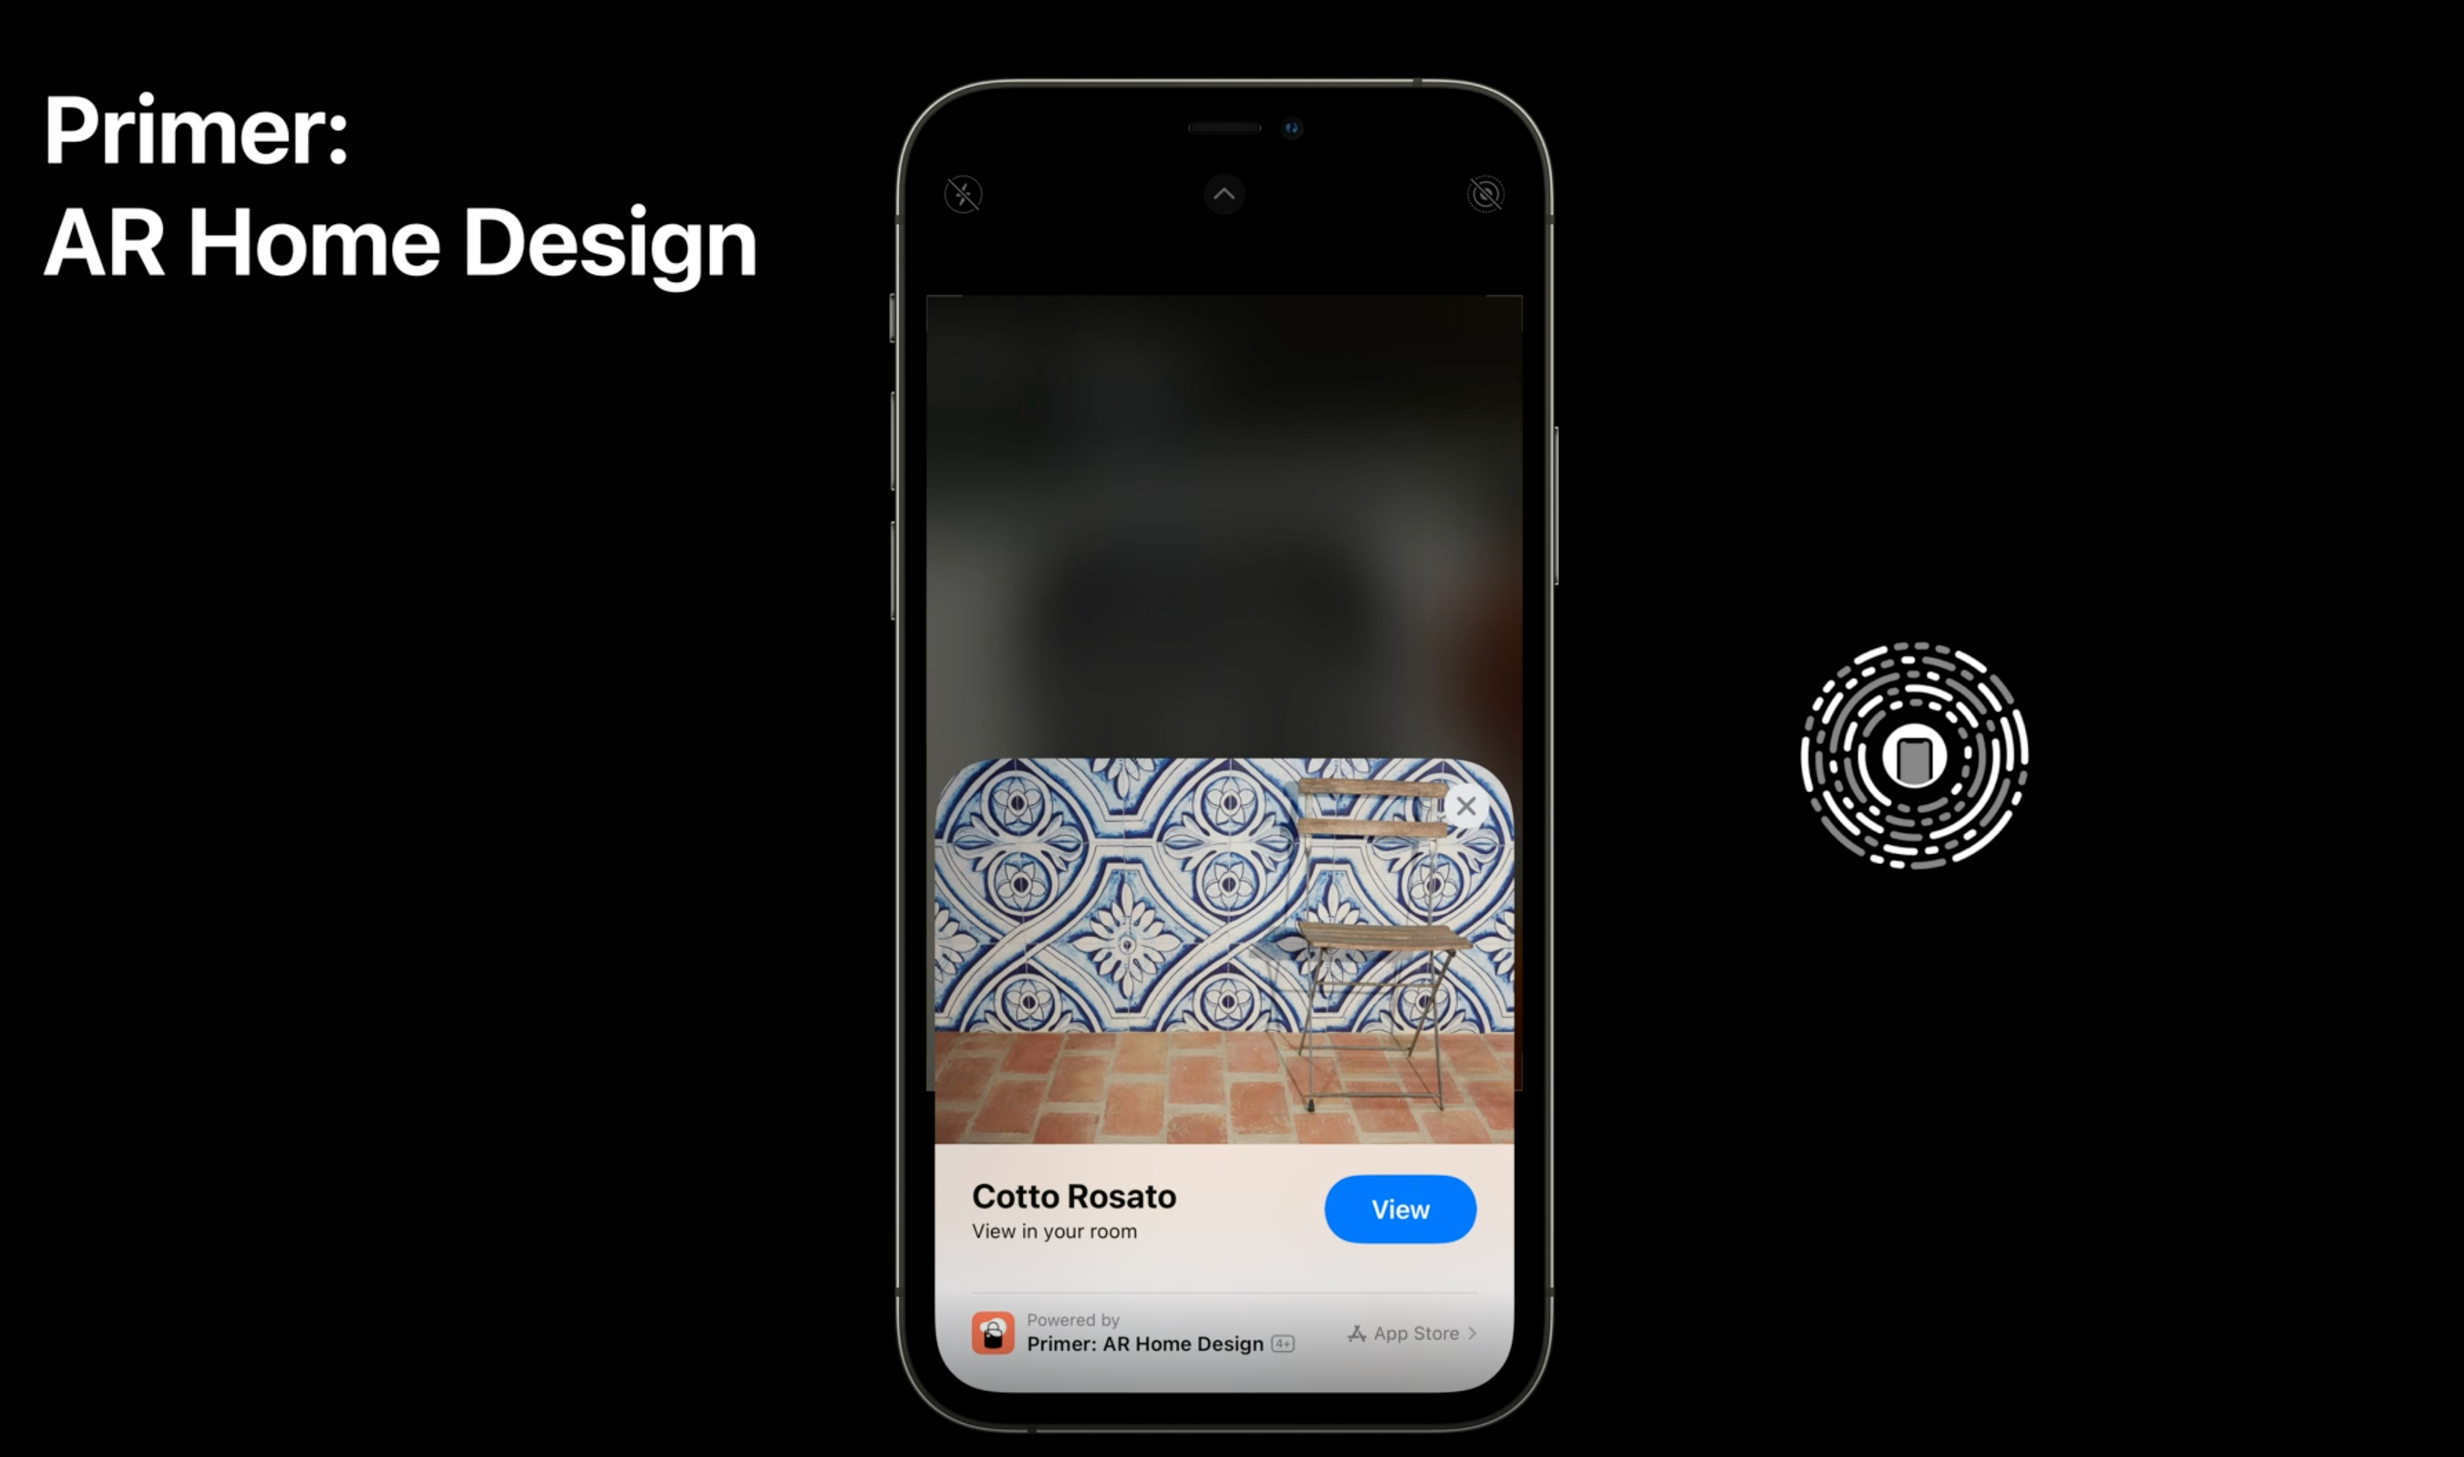 Primer:
AR Home Design
Cotto Rosato
View in your room
View
Powered by
Primer: AR Home Design 4+
App Store